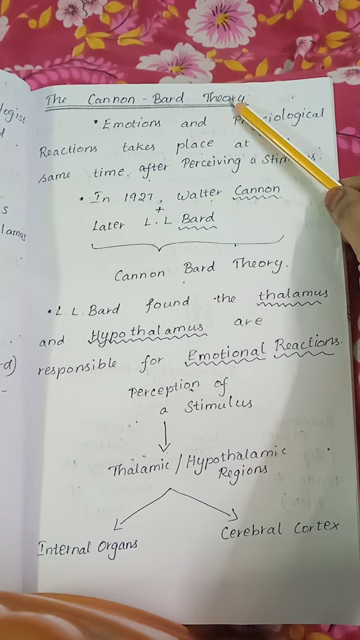 The Cannon-Bard Theory
• Emotions and
Reactions takes place at
same time, after Perceiving a
• In 1927, Walter Cannon
+
Later L.L Bard
Cannon Bard Theory.
• L.L. Bard found the thalamus
and Hypothalamus are
responsible for Emotional Reactions.
Perception of
a Stimulus
Thalamic/Hypothalamic
Regions
Internal Organs
Cerebral Cortex